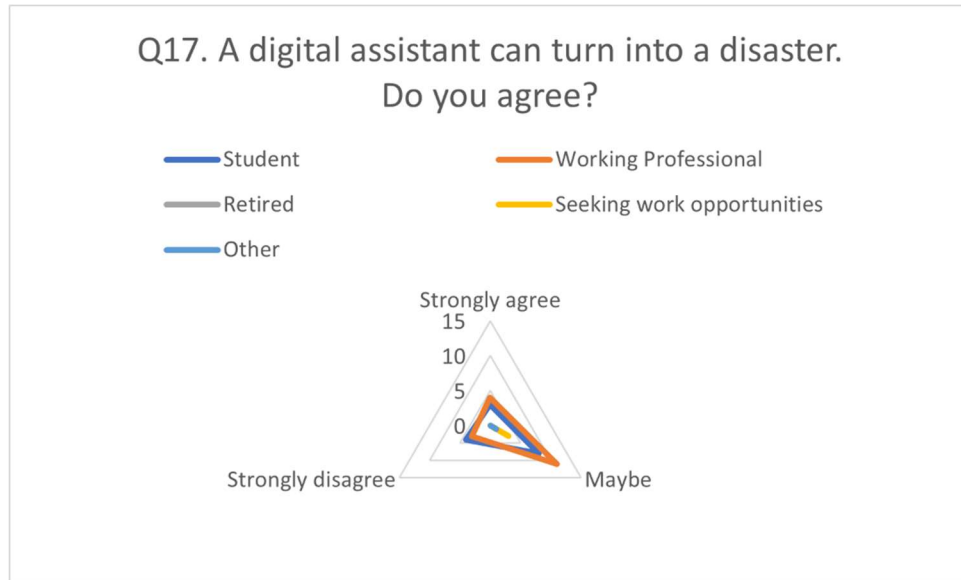 Q17. A digital assistant can turn into a disaster.
Do you agree?
Student
Working Professional
Retired
Seeking work opportunities
Other
Strongly agree
15
10
5
0
Strongly disagree
Maybe